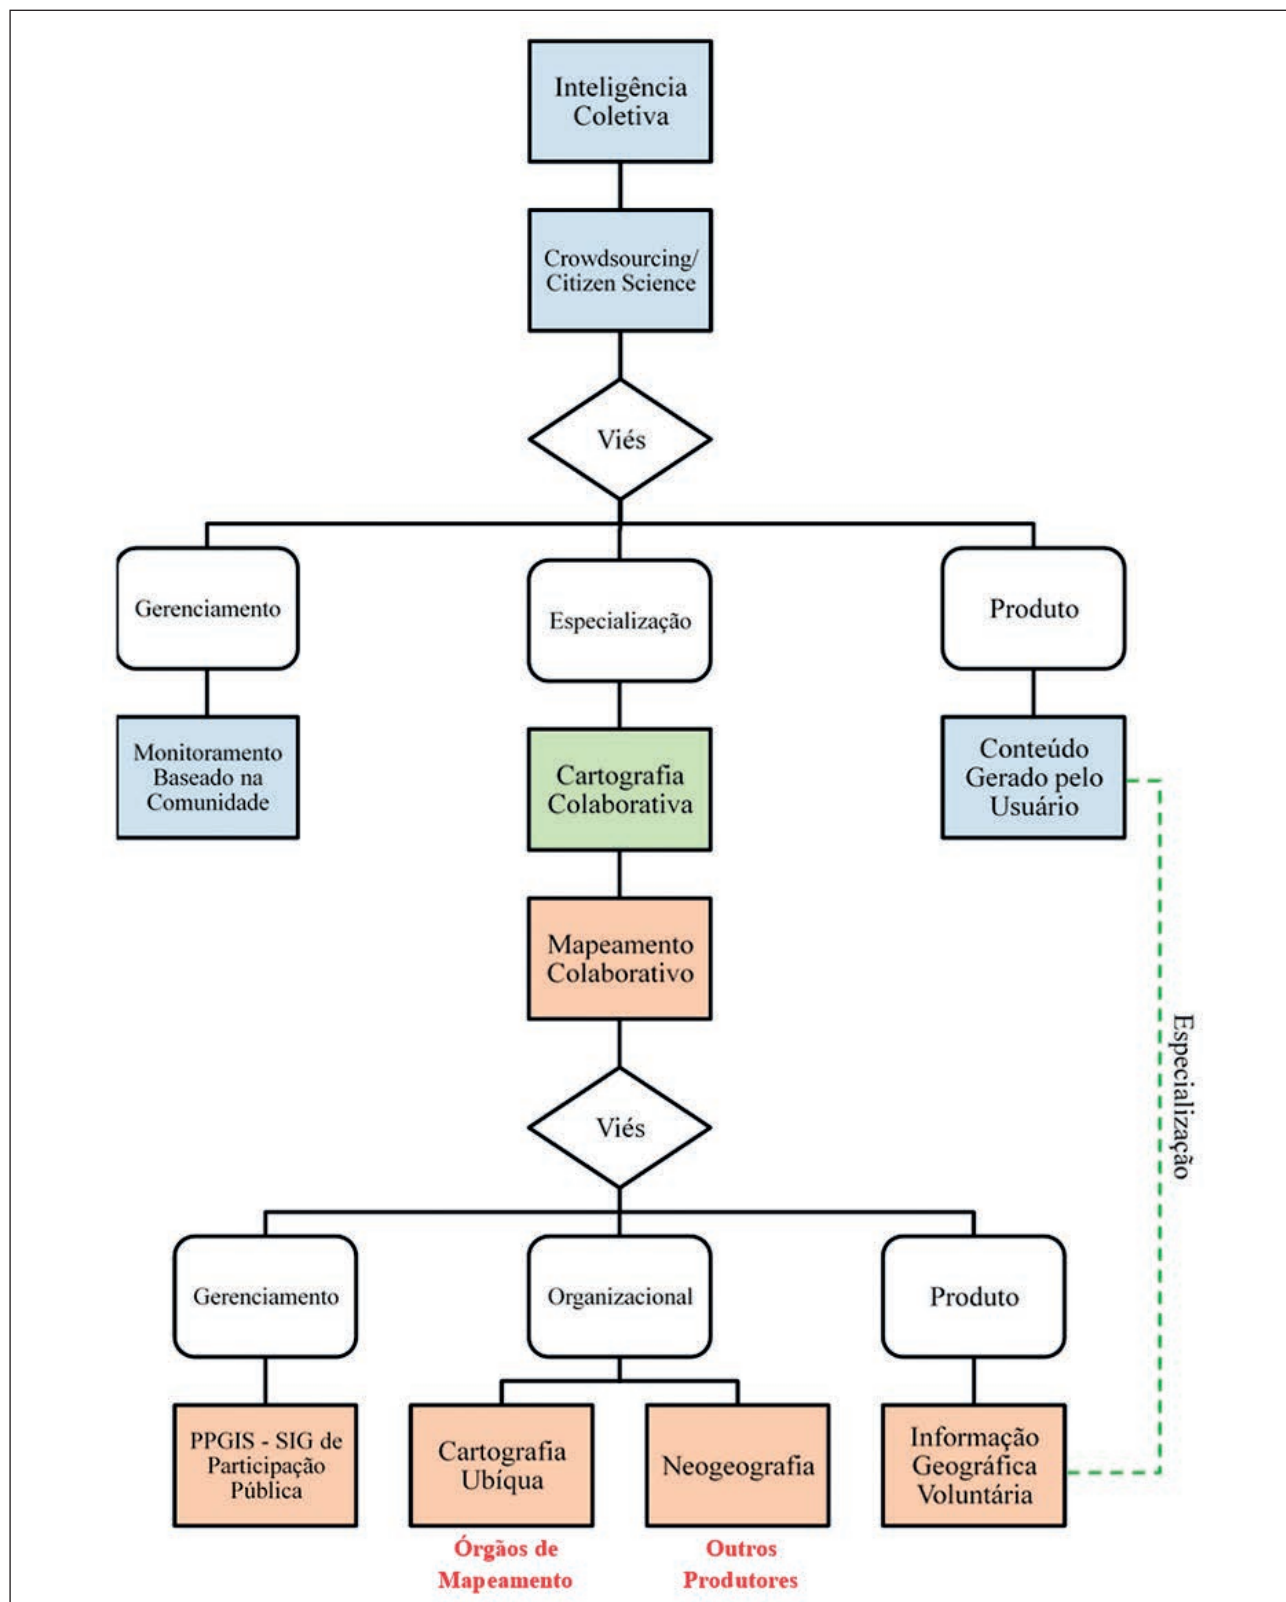 Inteligência
Coletiva
Crowdsourcing/
Citizen Science
Viés
Gerenciamento
Especialização
Produto
Monitoramento
Baseado na
Comunidade
Cartografia
Colaborativa
Conteúdo
Gerado pelo
Usuário
Mapeamento
Colaborativo
Especialização
Viés
Gerenciamento
Organizacional
Produto
PPGIS - SIG de
Participação
Pública
Cartografia
Ubíqua
Neogeografia
Informação
Geográfica
Voluntária
Órgãos de
Mapeamento
Outros
Produtores